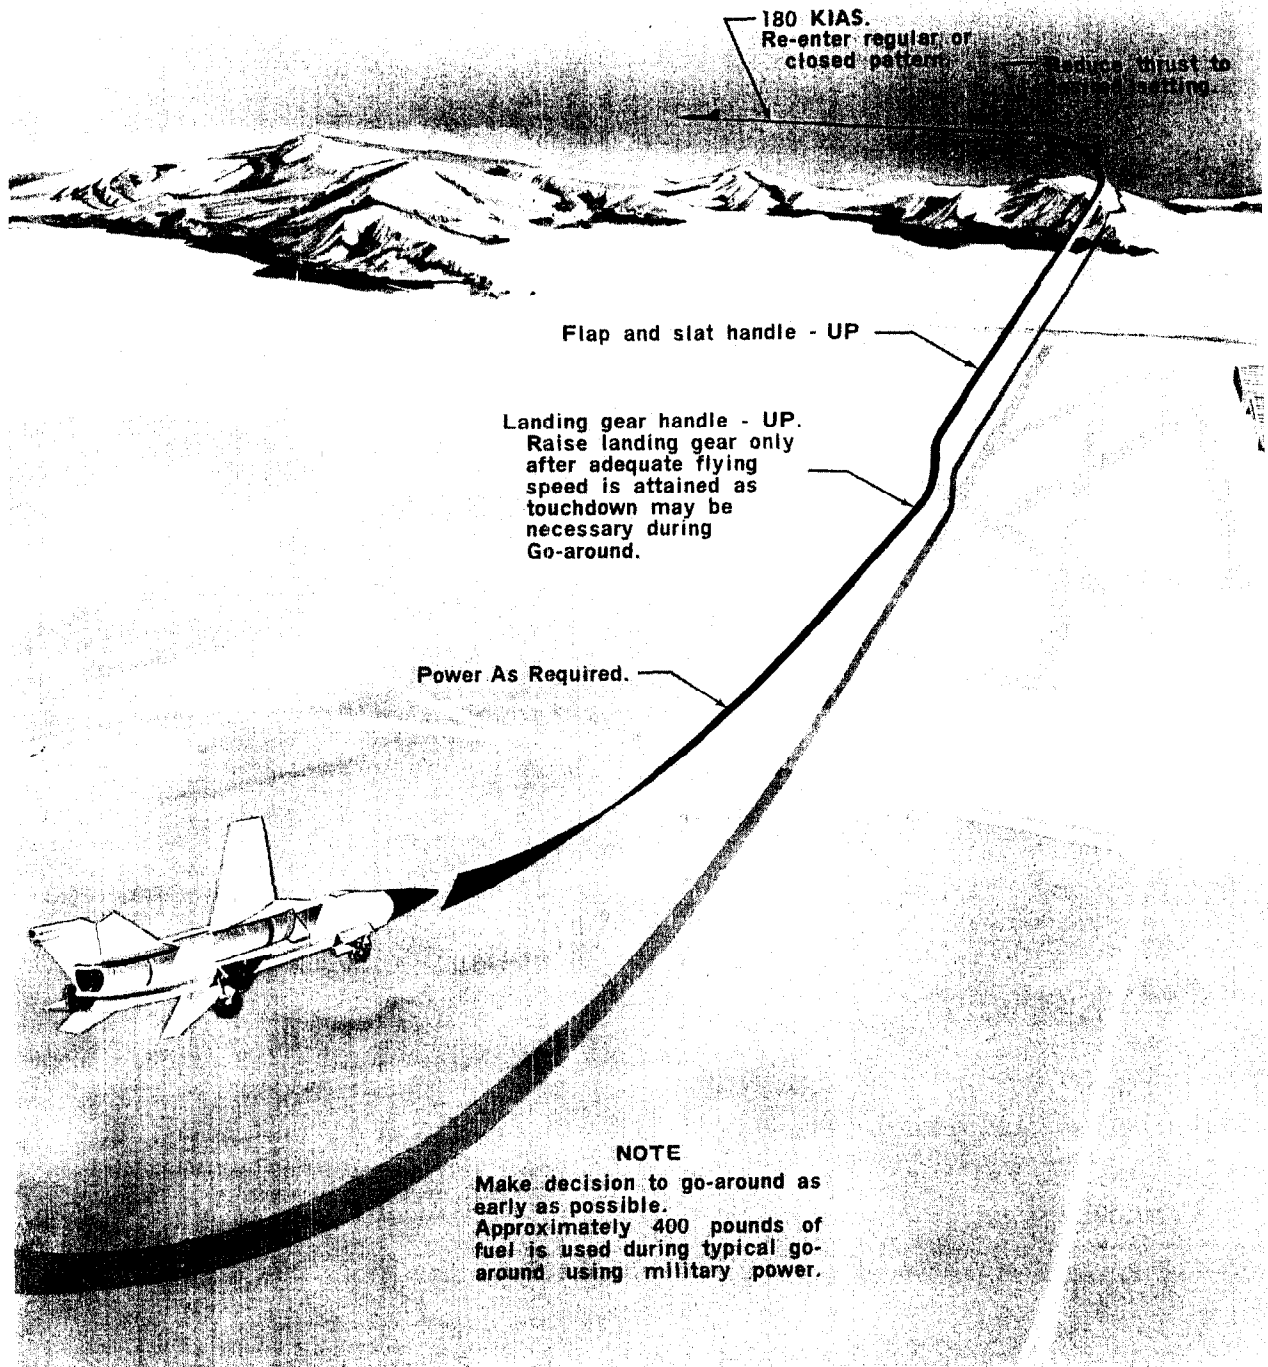 180 KIAS.
Re-enter regular or
closed pattern.
Reduce thrust to
desired setting.
Flap and slat handle - UP
Landing gear handle - UP.
Raise landing gear only
after adequate flying
speed is attained as
touchdown may be
necessary during
Go-around.
Power As Required.
NOTE
Make decision to go-around as
early as possible.
Approximately 400 pounds of
fuel is used during typical go-
around using military power.